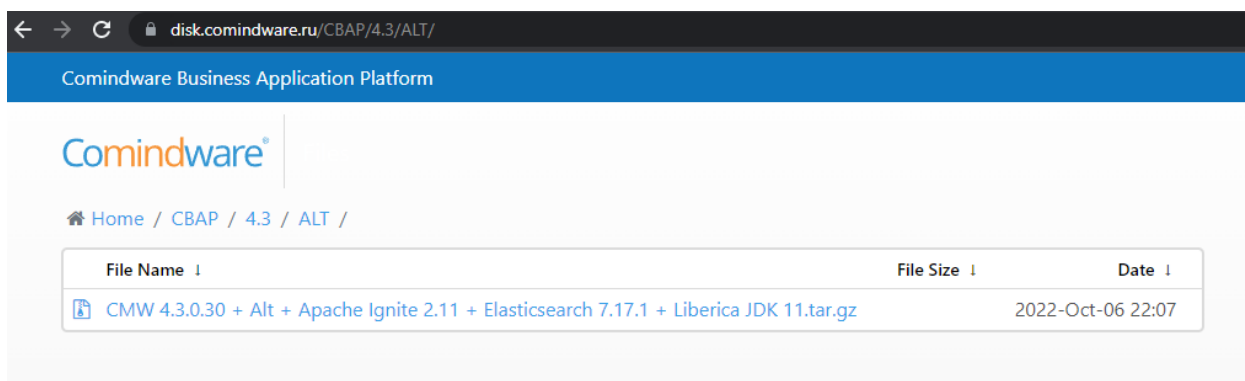 disk.comindware.ru/CBAP/4.3/ALT/
Comindware Business Application Platform
Comindware®
Home / CBAP / 4.3 / ALT /
File Name ↓ File Size ↓ Date ↓
CMW 4.3.0.30 + Alt + Apache Ignite 2.11 + Elasticsearch 7.17.1 + Liberica JDK 11.tar.gz 2022-Oct-06 22:07